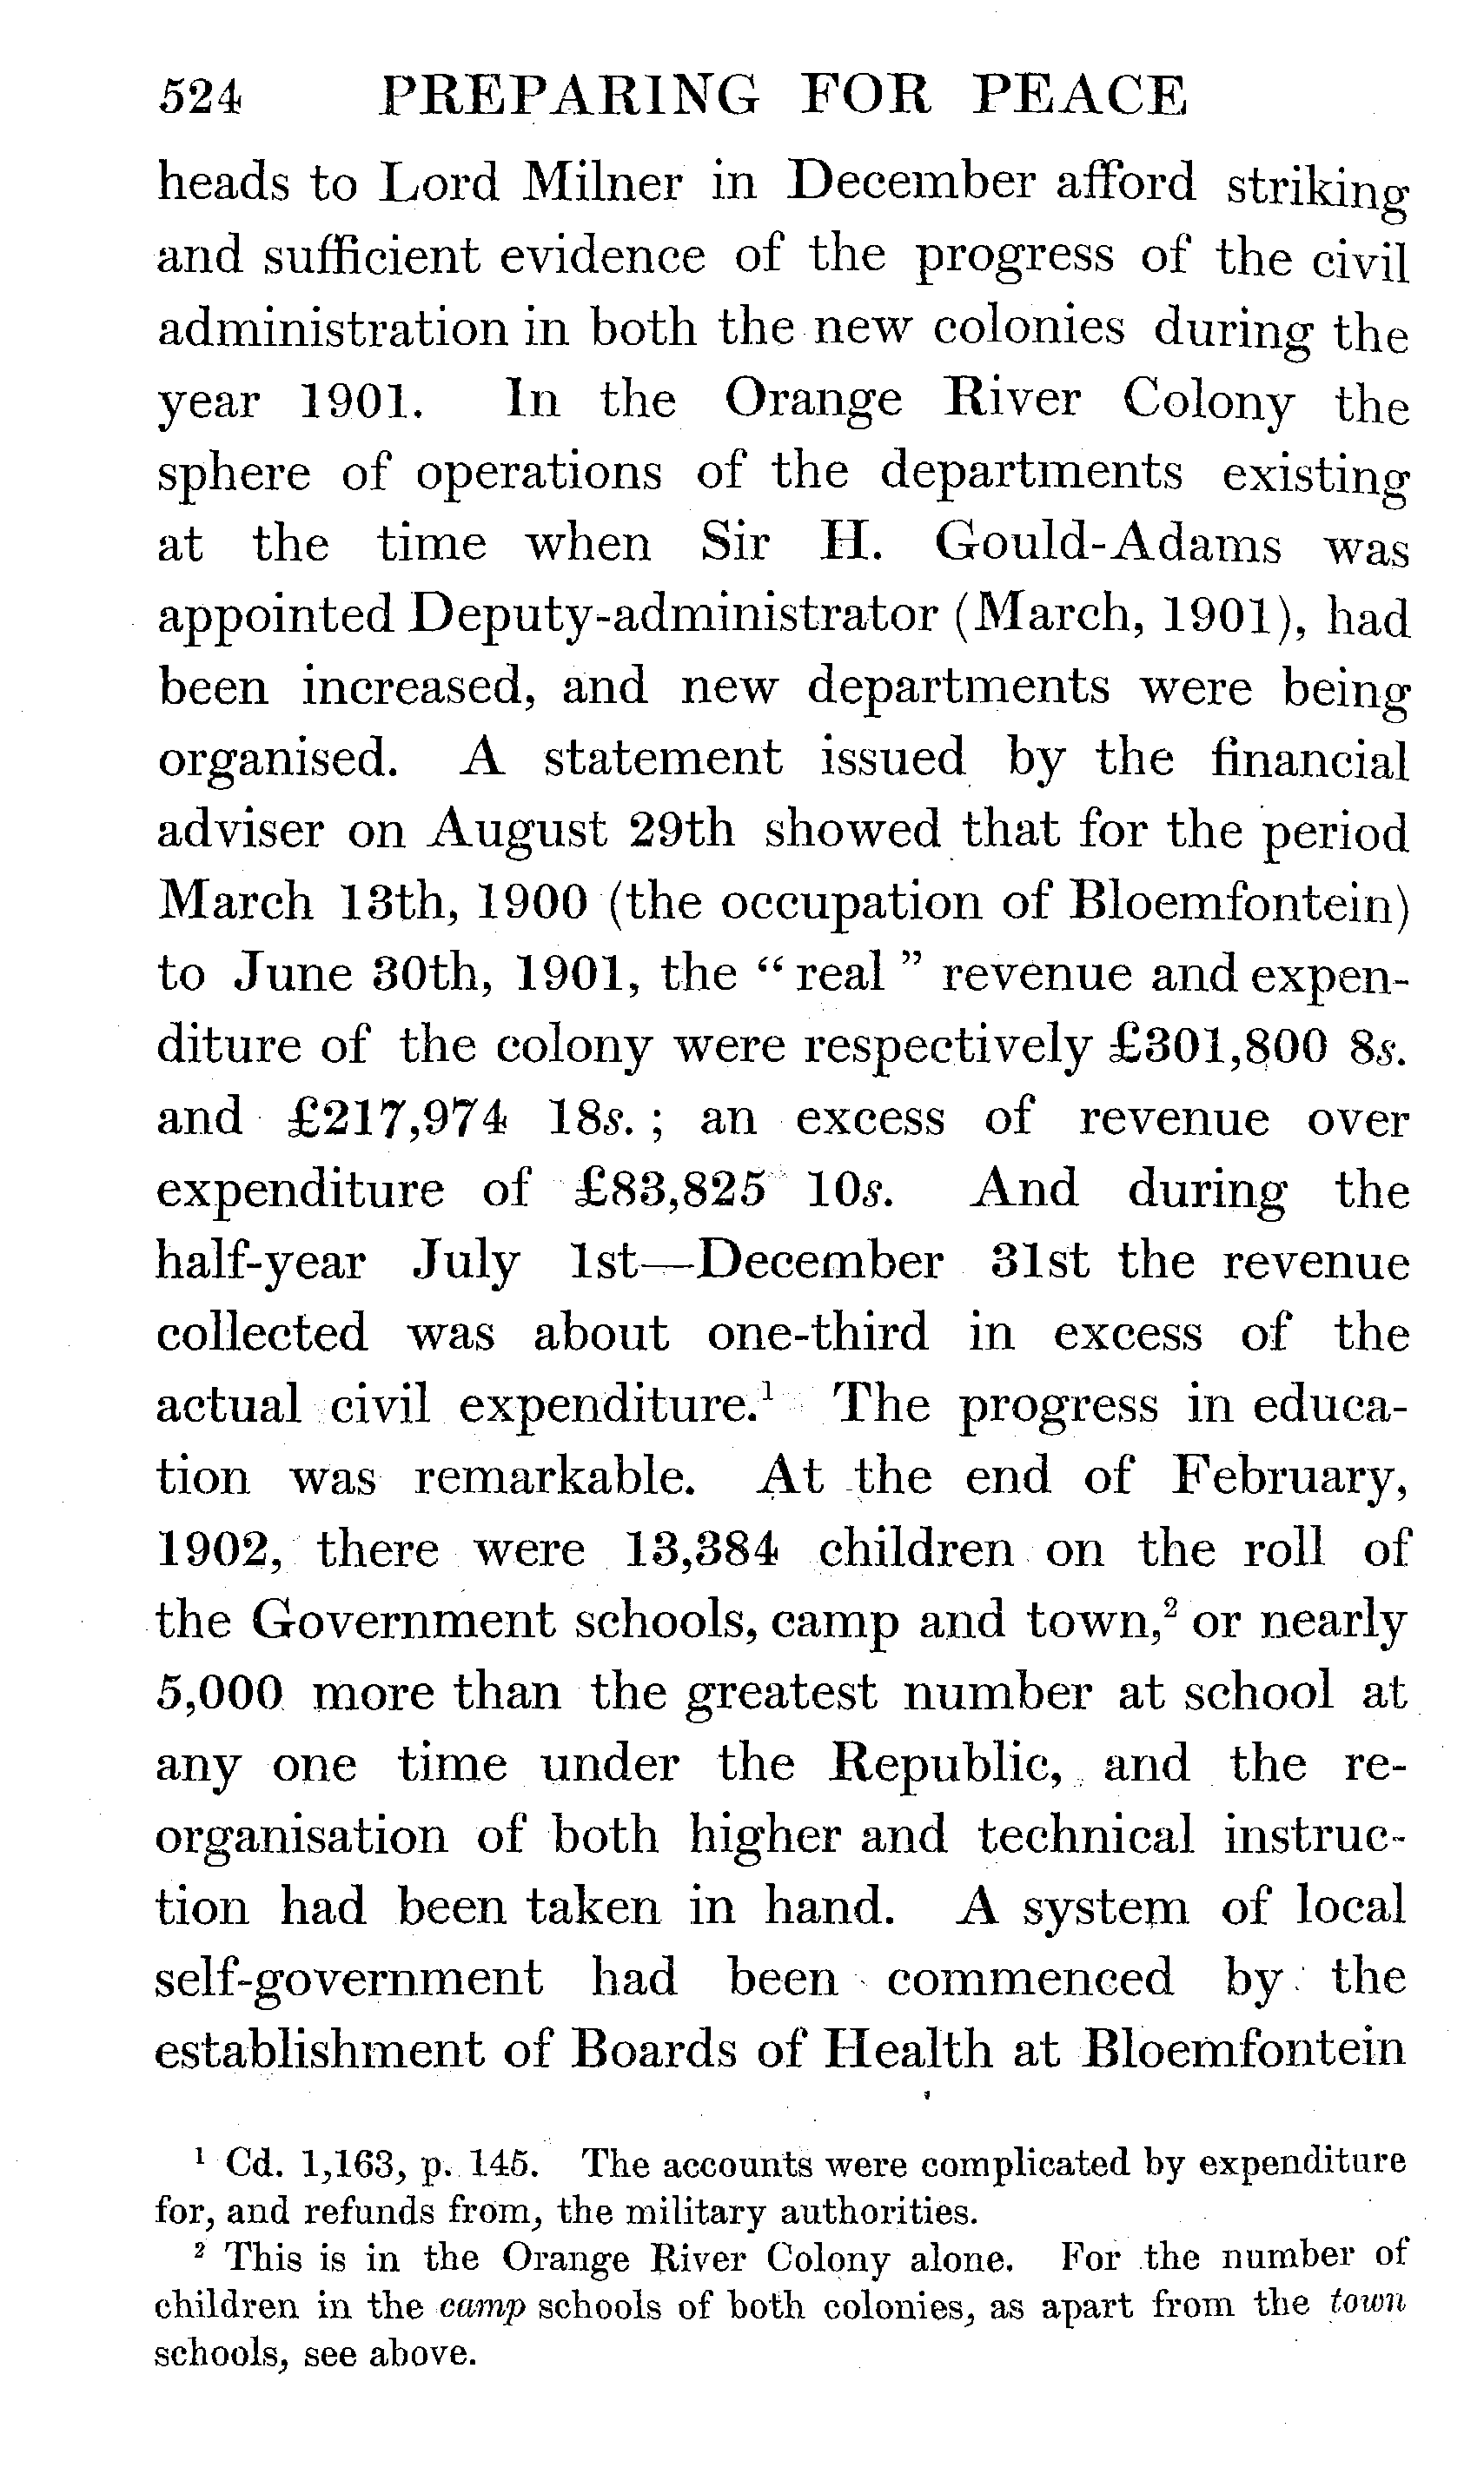 524 PREPARING FOR PEACE
heads to Lord Milner in December afford striking
and sufficient evidence of the progress of the civil
administration in both the new colonies during the
year 1901. In the Orange River Colony the
sphere of operations of the departments existing
at the time when Sir H. Gould-Adams was
appointed Deputy-administrator (March, 1901), had
been increased, and new departments were being
organised. A statement issued by the financial
adviser on August 29th showed that for the period
March 13th, 1900 (the occupation of Bloemfontein)
to June 30th, 1901, the “ real ” revenue and expen-
diture of the colony were respectively £301,800 8s.
and £217,974 18s. ; an excess of revenue over
expenditure of £83,825 10s. And during the
half-year July 1st—December 31st the revenue
collected was about one-third in excess of the
actual civil expenditure.¹ The progress in educa-
tion was remarkable. At the end of February,
1902, there were 13,384 children on the roll of
the Government schools, camp and town,² or nearly
5,000 more than the greatest number at school at
any one time under the Republic, and the re-
organisation of both higher and technical instruc-
tion had been taken in hand. A system of local
self-government had been commenced by the
establishment of Boards of Health at Bloemfontein
¹ Cd. 1,163, p. 145. The accounts were complicated by expenditure
for, and refunds from, the military authorities.
² This is in the Orange River Colony alone. For the number of
children in the camp schools of both colonies, as apart from the town
schools, see above.